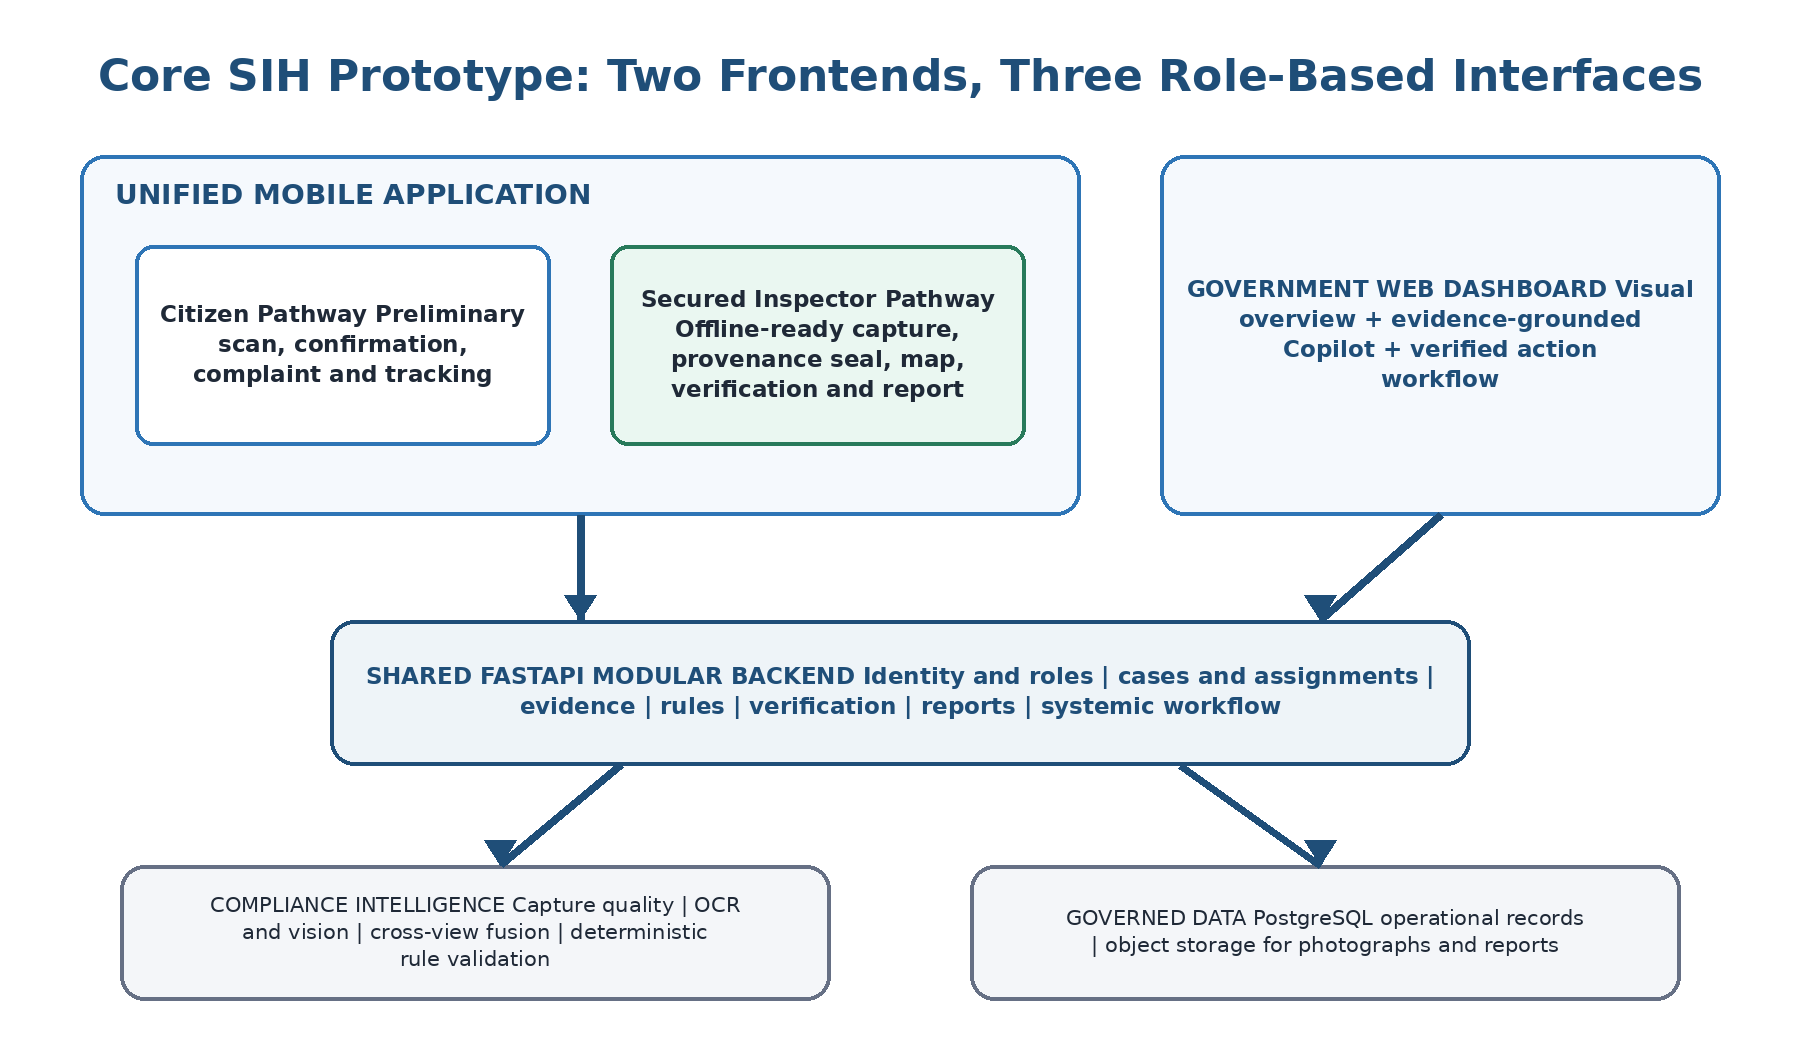 Core SIH Prototype: Two Frontends, Three Role-Based Interfaces
UNIFIED MOBILE APPLICATION
Citizen Pathway Preliminary
scan, confirmation,
complaint and tracking
Secured Inspector Pathway
Offline-ready capture,
provenance seal, map,
verification and report
GOVERNMENT WEB DASHBOARD Visual
overview + evidence-grounded
Copilot + verified action
workflow
SHARED FASTAPI MODULAR BACKEND Identity and roles | cases and assignments |
evidence | rules | verification | reports | systemic workflow
COMPLIANCE INTELLIGENCE Capture quality | OCR
and vision | cross-view fusion | deterministic
rule validation
GOVERNED DATA PostgreSQL operational records
| object storage for photographs and reports